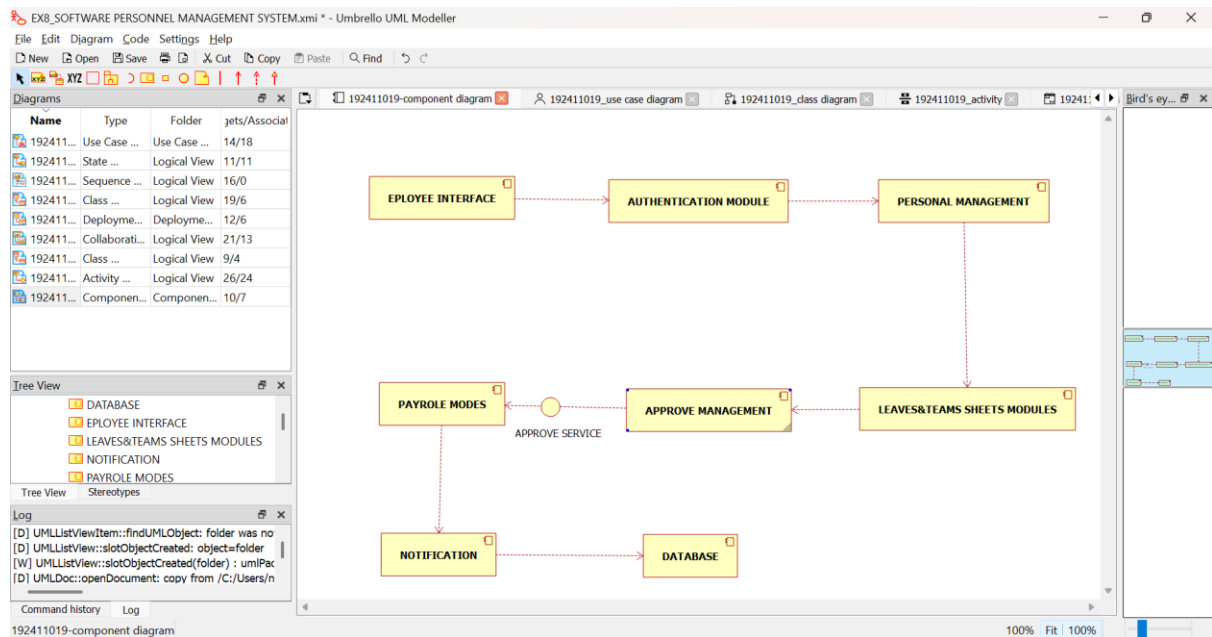 EX8_SOFTWARE PERSONNEL MANAGEMENT SYSTEM.xmi * - Umbrello UML Modeller
File Edit Diagram Code Settings Help
New Open Save Cut Copy Paste Find
XYZ XYZ
Diagrams
Name Type Folder gets/Associat
192411... Use Case ... Use Case ... 14/18
192411... State ... Logical View 11/11
192411... Sequence ... Logical View 16/0
192411... Class ... Logical View 19/6
192411... Deployme... Deployme... 12/6
192411... Collaborati... Logical View 21/13
192411... Class ... Logical View 9/4
192411... Activity ... Logical View 26/24
192411... Componen... Componen... 10/7
Tree View
DATABASE
EPLOYEE INTERFACE
LEAVES&TEAMS SHEETS MODULES
NOTIFICATION
PAYROLE MODES
Tree View Stereotypes
Log
[D] UMLListViewItem::findUMLObject: folder was no
[D] UMLListView::slotObjectCreated: object=folder
[W] UMLListView::slotObjectCreated(folder) : umlPac
[D] UMLDoc::openDocument: copy from /C:/Users/n
Command history Log
192411019-component diagram
192411019-component diagram 192411019_use case diagram 192411019_class diagram 192411019_activity 19241:
EPLOYEE INTERFACE
AUTHENTICATION MODULE
PERSONAL MANAGEMENT
PAYROLE MODES
APPROVE SERVICE
APPROVE MANAGEMENT
LEAVES&TEAMS SHEETS MODULES
NOTIFICATION
DATABASE
Bird's ey...
100% Fit 100%